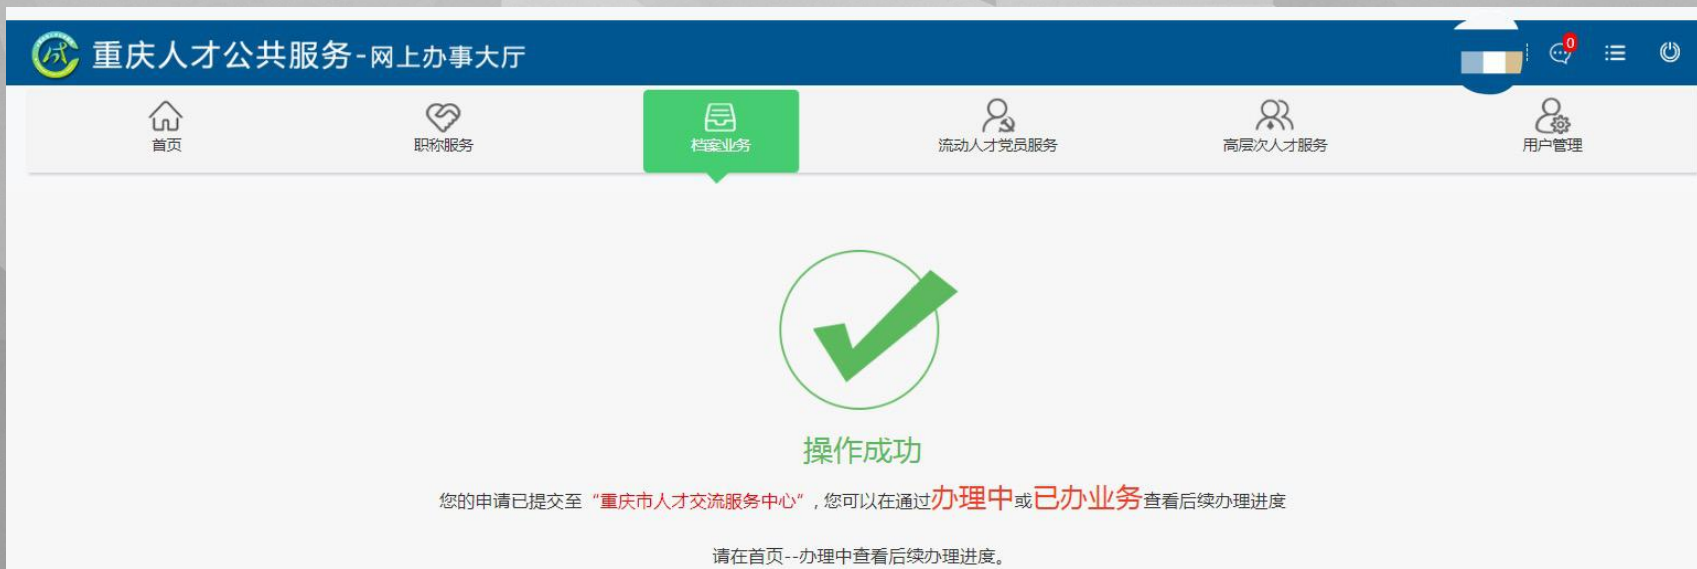 重庆人才公共服务-网上办事大厅
0
首页
职称服务
档案业务
流动人才党员服务
高层次人才服务
用户管理
操作成功
您的申请已提交至“重庆市人才交流服务中心”,您可以在通过办理中或已办业务查看后续办理进度
请在首页--办理中查看后续办理进度。